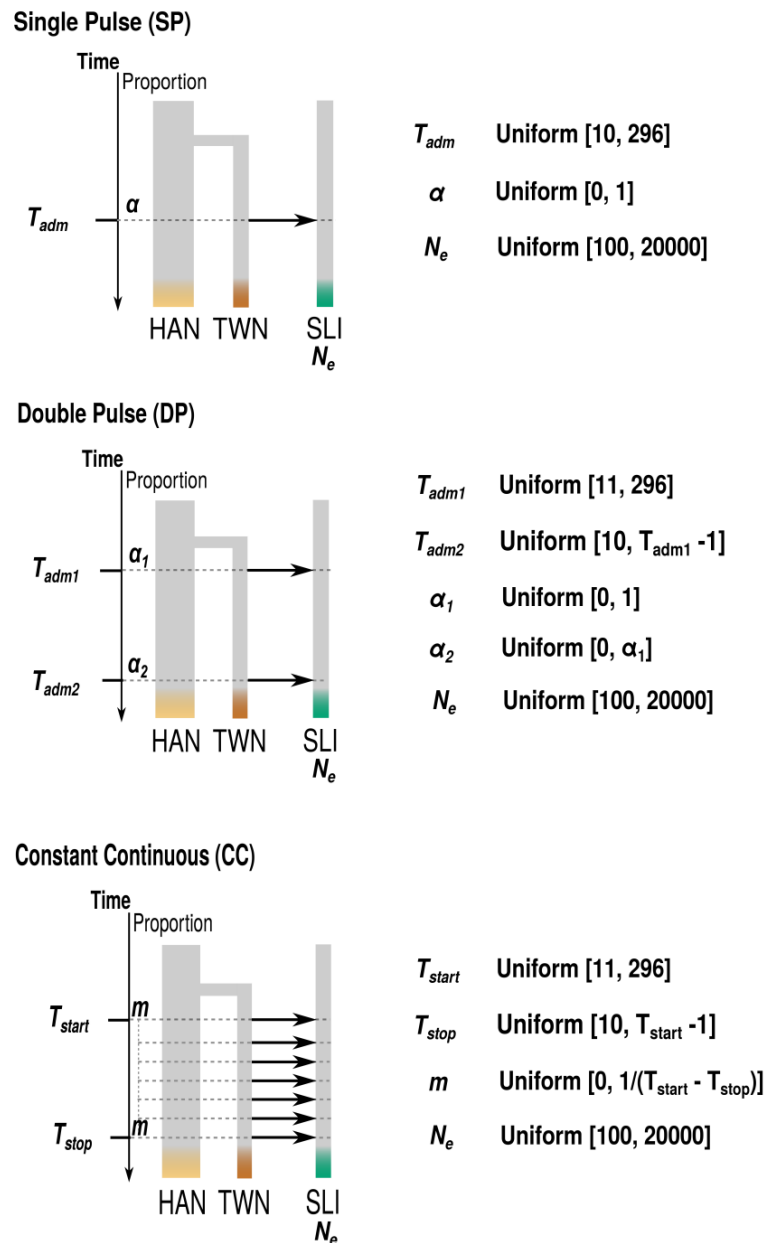 Single Pulse (SP)
Time
Proportion
T_adm Uniform [10, 296]
α Uniform [0, 1]
N_e Uniform [100, 20000]
α
T_adm
HAN TWN SLI
N_e
Double Pulse (DP)
Time
Proportion
T_adm1 Uniform [11, 296]
T_adm2 Uniform [10, T_adm1 -1]
α_1 Uniform [0, 1]
α_2 Uniform [0, α_1]
N_e Uniform [100, 20000]
α_1
T_adm1
α_2
T_adm2
HAN TWN SLI
N_e
Constant Continuous (CC)
Time
Proportion
T_start Uniform [11, 296]
T_stop Uniform [10, T_start -1]
m Uniform [0, 1/(T_start - T_stop)]
N_e Uniform [100, 20000]
m
T_start
m
T_stop
HAN TWN SLI
N_e